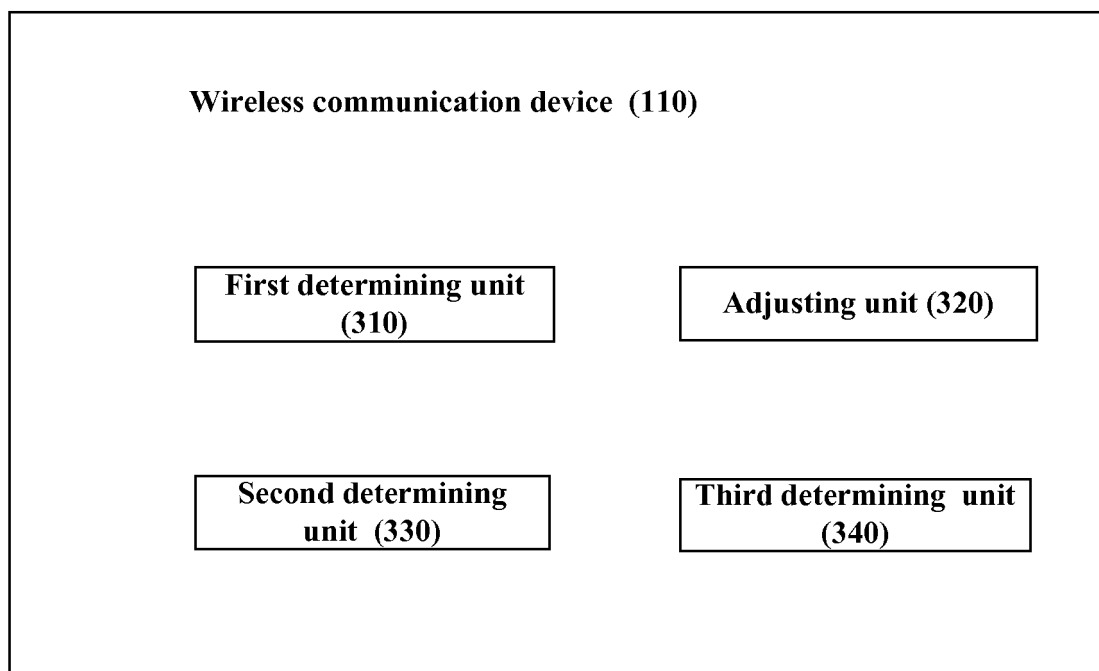 Wireless communication device (110)
First determining unit
(310)
Adjusting unit (320)
Second determining
unit (330)
Third determining unit
(340)